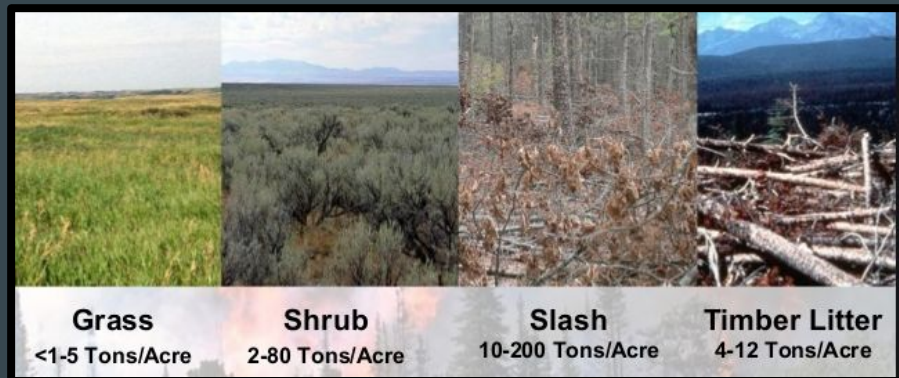 Grass
<1-5 Tons/Acre
Shrub
2-80 Tons/Acre
Slash
10-200 Tons/Acre
Timber Litter
4-12 Tons/Acre